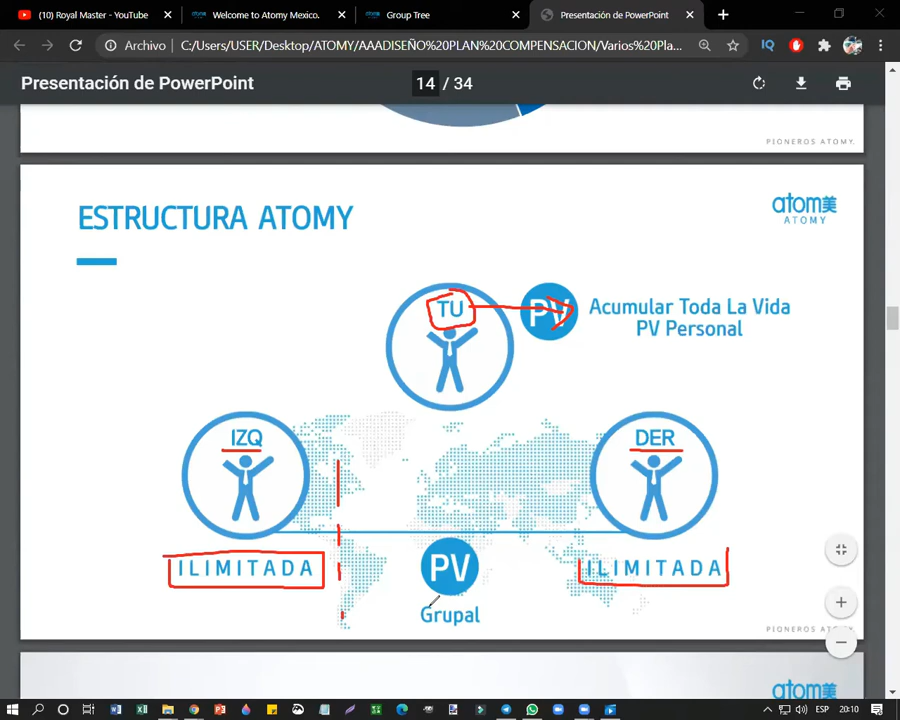 (10) Royal Master - YouTube
Welcome to Atomy Mexico.
Group Tree
Presentación de PowerPoint
Archivo
C:/Users/USER/Desktop/ATOMY/AAADISEÑO%20PLAN%20COMPENSACION/Varios%20Pla...
IQ
Presentación de PowerPoint
14 / 34
PIONEROS ATOMY.
ESTRUCTURA ATOMY
atom美
ATOMY
TU
PV
Acumular Toda La Vida
PV Personal
IZQ
DER
ILIMITADA
PV
ILIMITADA
Grupal
PIONEROS ATOMY.
atom美
ESP
20:10